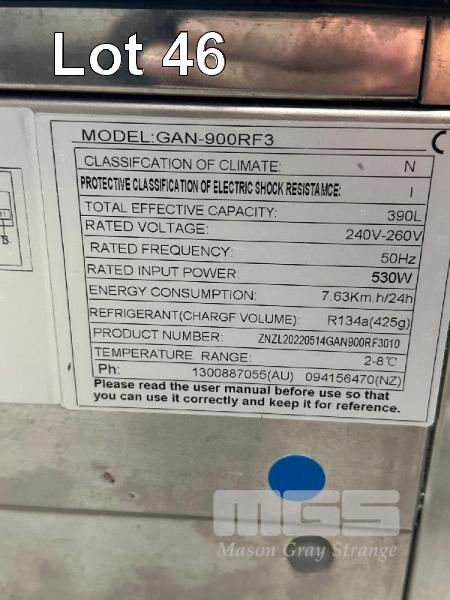 Lot 46
MODEL:GAN-900RF3
CLASSIFCATION OF CLIMATE: N
PROTECTIVE CLASSIFICATION OF ELECTRIC SHOCK RESISTAMCE: I
TOTAL EFFECTIVE CAPACITY: 390L
RATED VOLTAGE: 240V-260V
RATED FREQUENCY: 50Hz
RATED INPUT POWER: 530W
ENERGY CONSUMPTION: 7.63Km.h/24h
REFRIGERANT(CHARGF VOLUME): R134a(425g)
PRODUCT NUMBER: ZNZL20220514GAN900RF3010
TEMPERATURE RANGE: 2-8℃
Ph: 1300887055(AU) 094156470(NZ)
Please read the user manual before use so that
you can use it correctly and keep it for reference.
MGS
Mason Gray Strange